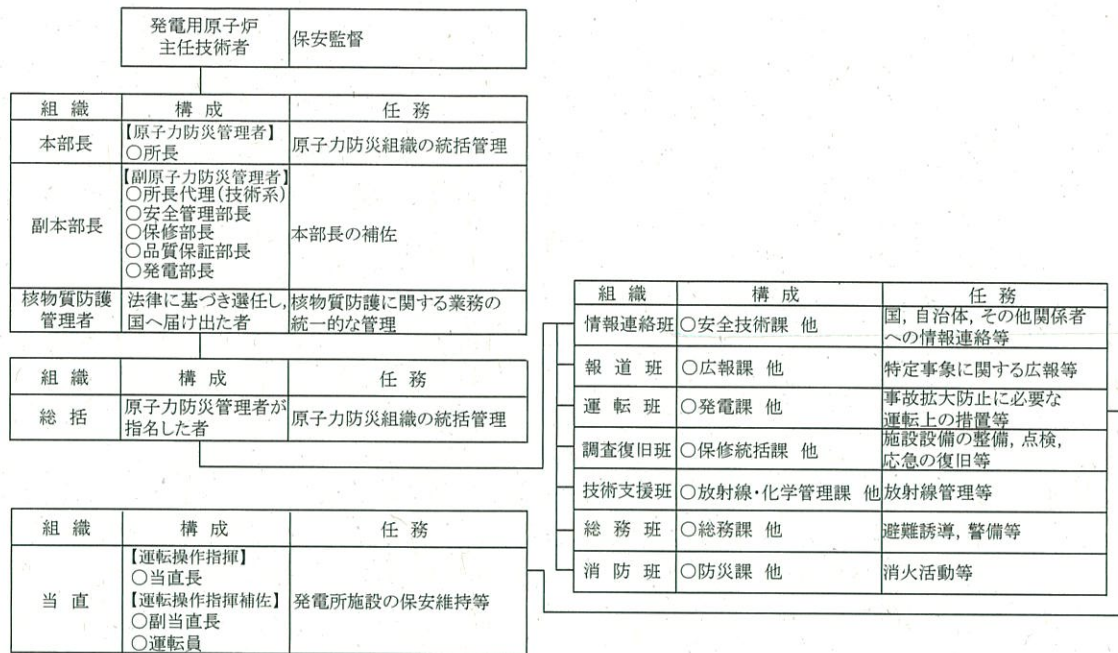 発電用原子炉
主任技術者
保安監督
組織 構成 任務
本部長
【原子力防災管理者】
○所長
原子力防災組織の統括管理
副本部長
【副原子力防災管理者】
○所長代理(技術系)
○安全管理部長
○保修部長
○品質保証部長
○発電部長
本部長の補佐
核物質防護
管理者
法律に基づき選任し,
国へ届け出た者
核物質防護に関する業務の
統一的な管理
組織 構成 任務
総括
原子力防災管理者が
指名した者
原子力防災組織の統括管理
組織 構成 任務
当直
【運転操作指揮】
○当直長
【運転操作指揮補佐】
○副当直長
○運転員
発電所施設の保安維持等
組織 構成 任務
情報連絡班 ○安全技術課 他
国, 自治体, その他関係者
への情報連絡等
報道班 ○広報課 他 特定事象に関する広報等
運転班 ○発電課 他
事故拡大防止に必要な
運転上の措置等
調査復旧班 ○保修統括課 他
施設設備の整備, 点検,
応急の復旧等
技術支援班 ○放射線・化学管理課 他 放射線管理等
総務班 ○総務課 他 避難誘導, 警備等
消防班 ○防災課 他 消火活動等